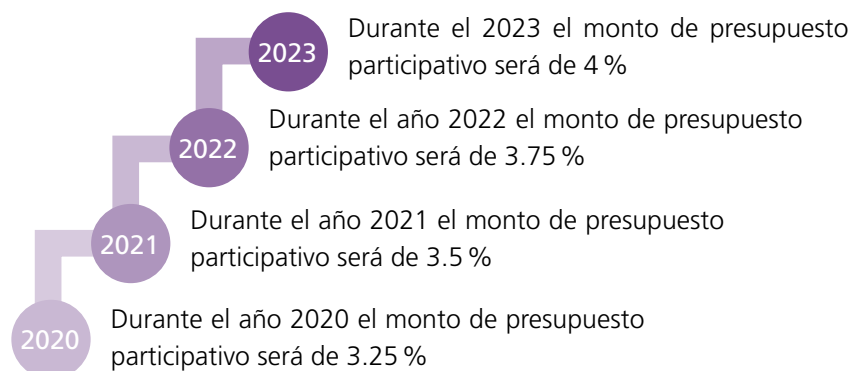 2023
Durante el 2023 el monto de presupuesto
participativo será de 4 %
2022
Durante el año 2022 el monto de presupuesto
participativo será de 3.75 %
2021
Durante el año 2021 el monto de presupuesto
participativo será de 3.5 %
2020
Durante el año 2020 el monto de presupuesto
participativo será de 3.25 %